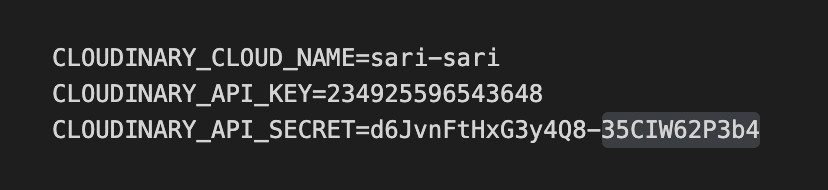 CLOUDINARY_CLOUD_NAME=sari-sari
CLOUDINARY_API_KEY=234925596543648
CLOUDINARY_API_SECRET=d6JvnFtHxG3y4Q8-35CIW62P3b4